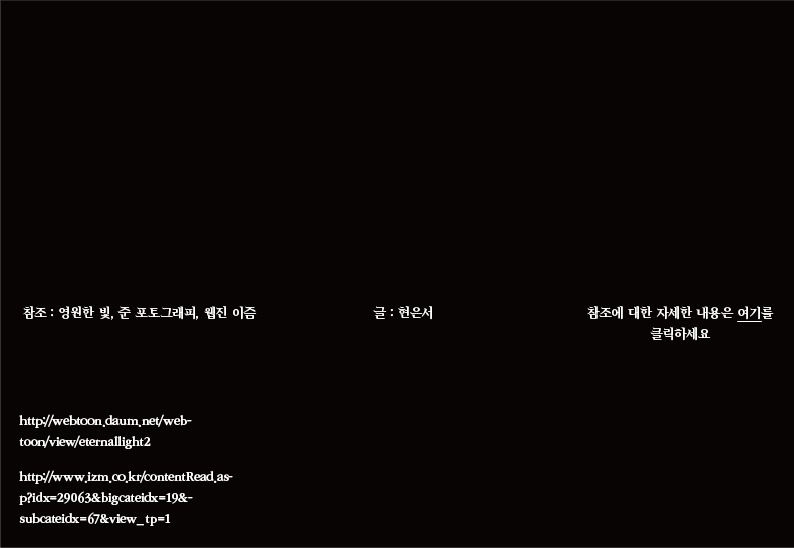 참조 : 영원한 빛, 준 포토그래피, 웹진 이즘
글 : 현은서
참조에 대한 자세한 내용은 여기를
클릭하세요
http://webtoon.daum.net/web-
toon/view/eternallight2
http://www.izm.co.kr/contentRead.as-
p?idx=29063&bigcateidx=19&-
subcateidx=67&view_tp=1